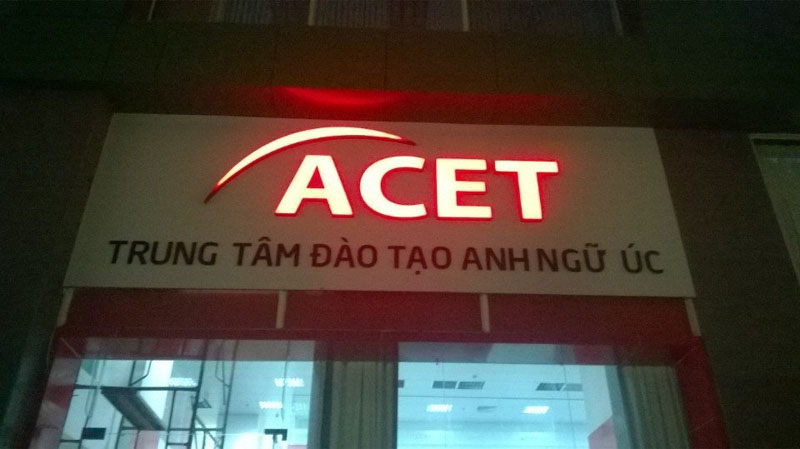 ACET
TRUNG TÂM ĐÀO TẠO ANH NGỮ ÚC